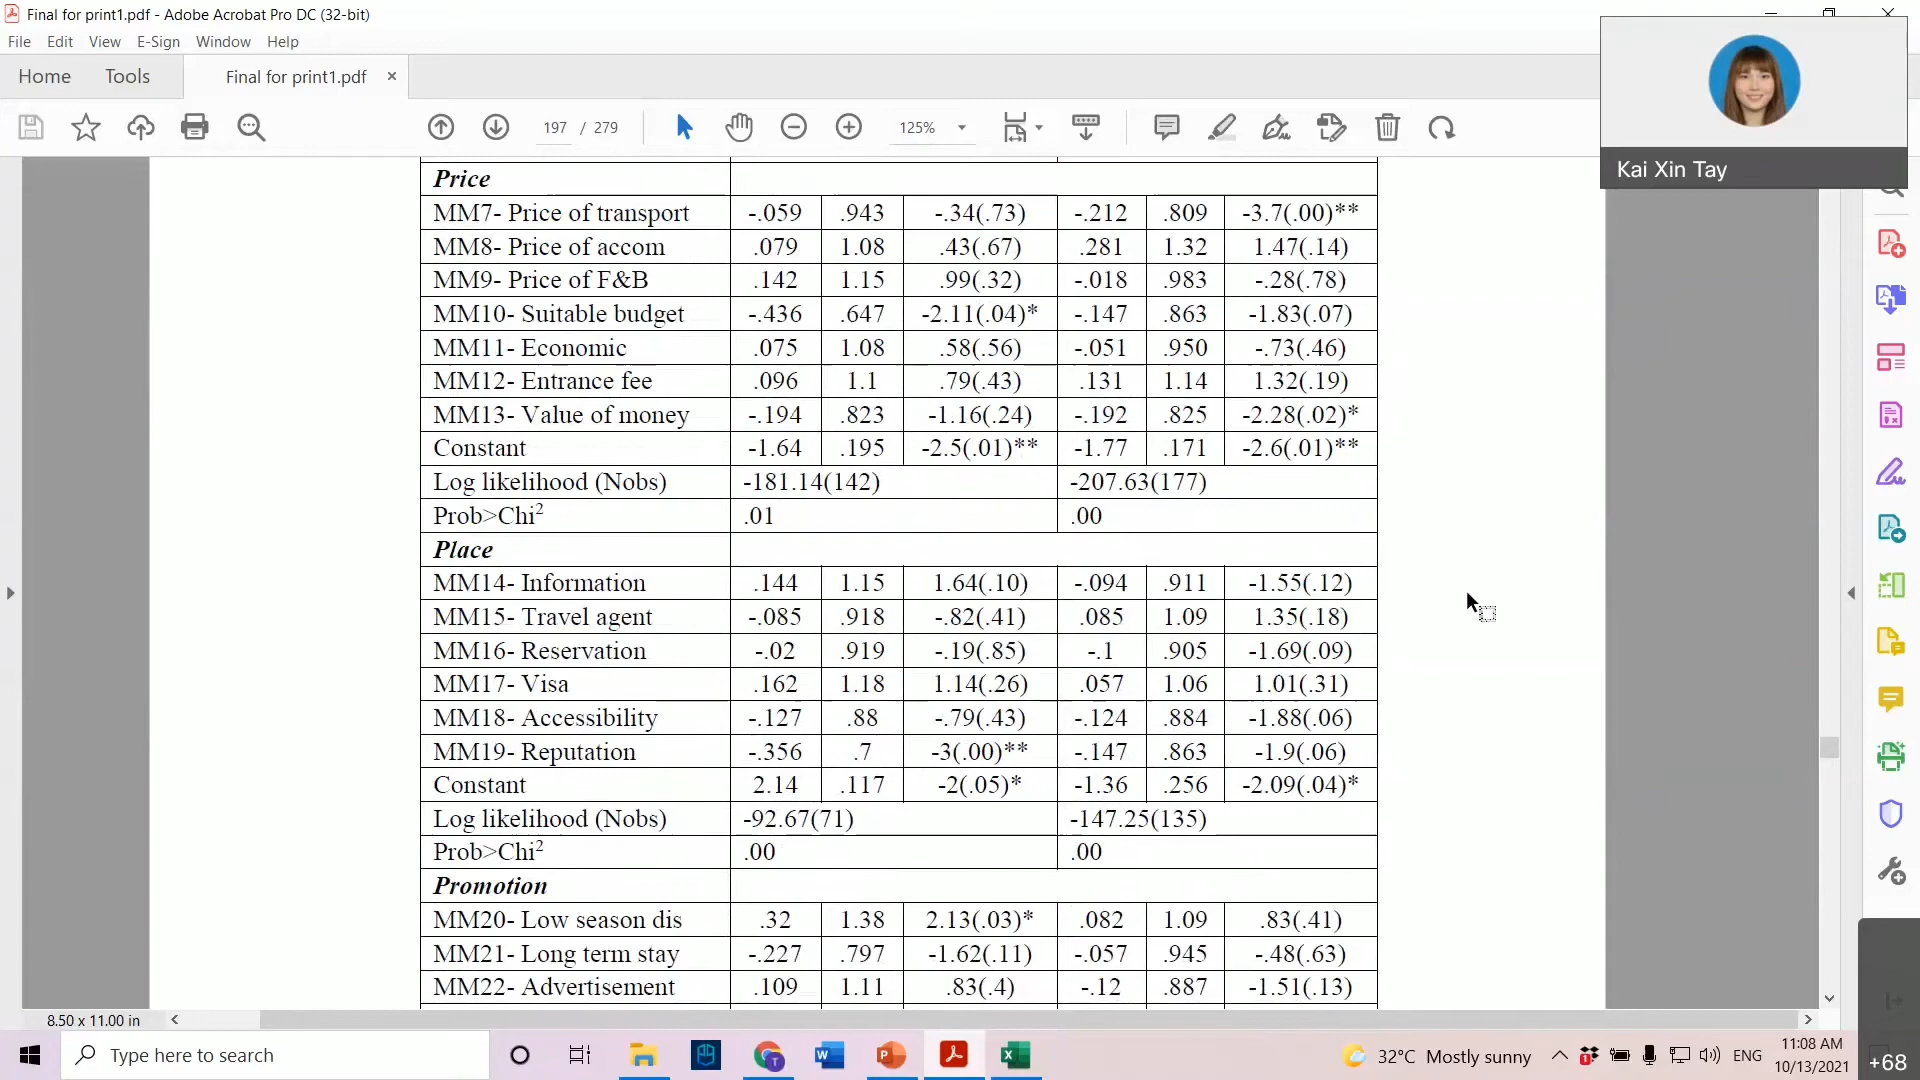 Final for print1.pdf - Adobe Acrobat Pro DC (32-bit)
File Edit View E-Sign Window Help
Home Tools Final for print1.pdf ×
197 / 279 125%
Kai Xin Tay
Price
MM7- Price of transport -.059 .943 -.34(.73) -.212 .809 -3.7(.00)**
MM8- Price of accom .079 1.08 .43(.67) .281 1.32 1.47(.14)
MM9- Price of F&B .142 1.15 .99(.32) -.018 .983 -.28(.78)
MM10- Suitable budget -.436 .647 -2.11(.04)* -.147 .863 -1.83(.07)
MM11- Economic .075 1.08 .58(.56) -.051 .950 -.73(.46)
MM12- Entrance fee .096 1.1 .79(.43) .131 1.14 1.32(.19)
MM13- Value of money -.194 .823 -1.16(.24) -.192 .825 -2.28(.02)*
Constant -1.64 .195 -2.5(.01)** -1.77 .171 -2.6(.01)**
Log likelihood (Nobs) -181.14(142) -207.63(177)
Prob>Chi² .01 .00
Place
MM14- Information .144 1.15 1.64(.10) -.094 .911 -1.55(.12)
MM15- Travel agent -.085 .918 -.82(.41) .085 1.09 1.35(.18)
MM16- Reservation -.02 .919 -.19(.85) -.1 .905 -1.69(.09)
MM17- Visa .162 1.18 1.14(.26) .057 1.06 1.01(.31)
MM18- Accessibility -.127 .88 -.79(.43) -.124 .884 -1.88(.06)
MM19- Reputation -.356 .7 -3(.00)** -.147 .863 -1.9(.06)
Constant 2.14 .117 -2(.05)* -1.36 .256 -2.09(.04)*
Log likelihood (Nobs) -92.67(71) -147.25(135)
Prob>Chi² .00 .00
Promotion
MM20- Low season dis .32 1.38 2.13(.03)* .082 1.09 .83(.41)
MM21- Long term stay -.227 .797 -1.62(.11) -.057 .945 -.48(.63)
MM22- Advertisement .109 1.11 .83(.4) -.12 .887 -1.51(.13)
8.50 x 11.00 in
Type here to search
32°C Mostly sunny ENG
11:08 AM
10/13/2021
+68